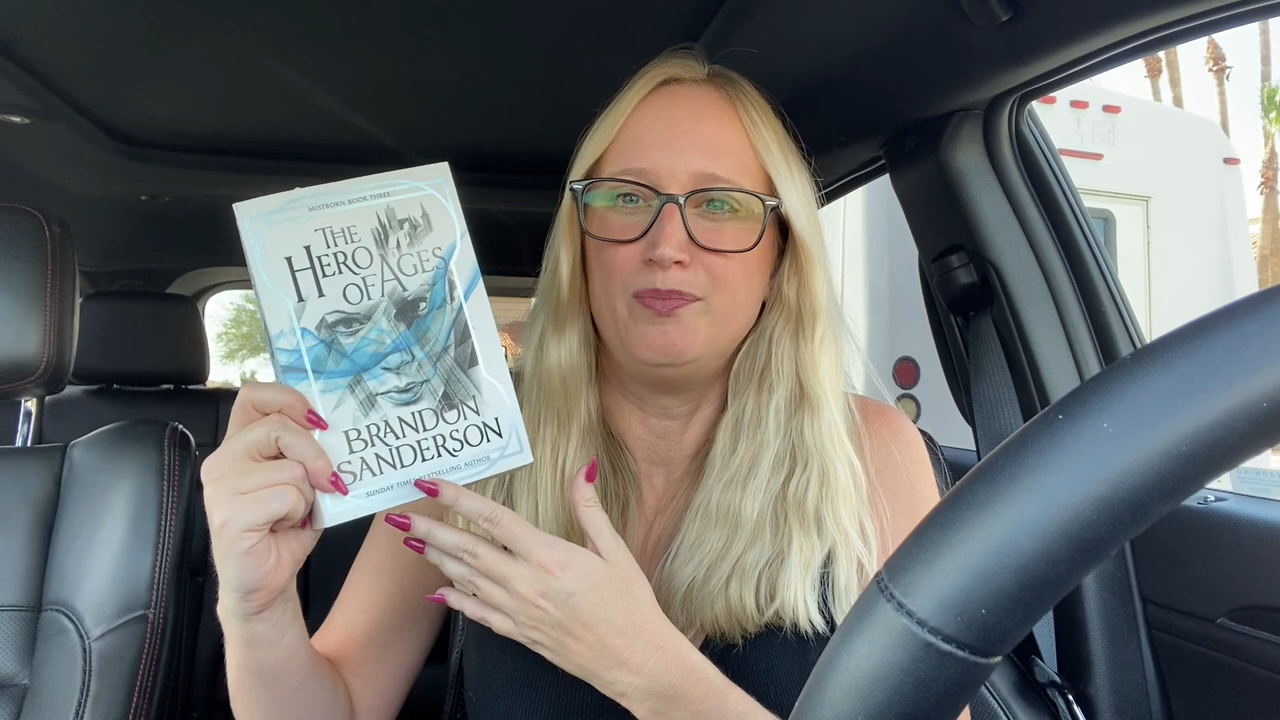 MISTBORN BOOK THREE
THE
HERO
OF AGES
BRANDON
SANDERSON
SUNDAY TIMES BESTSELLING AUTHOR